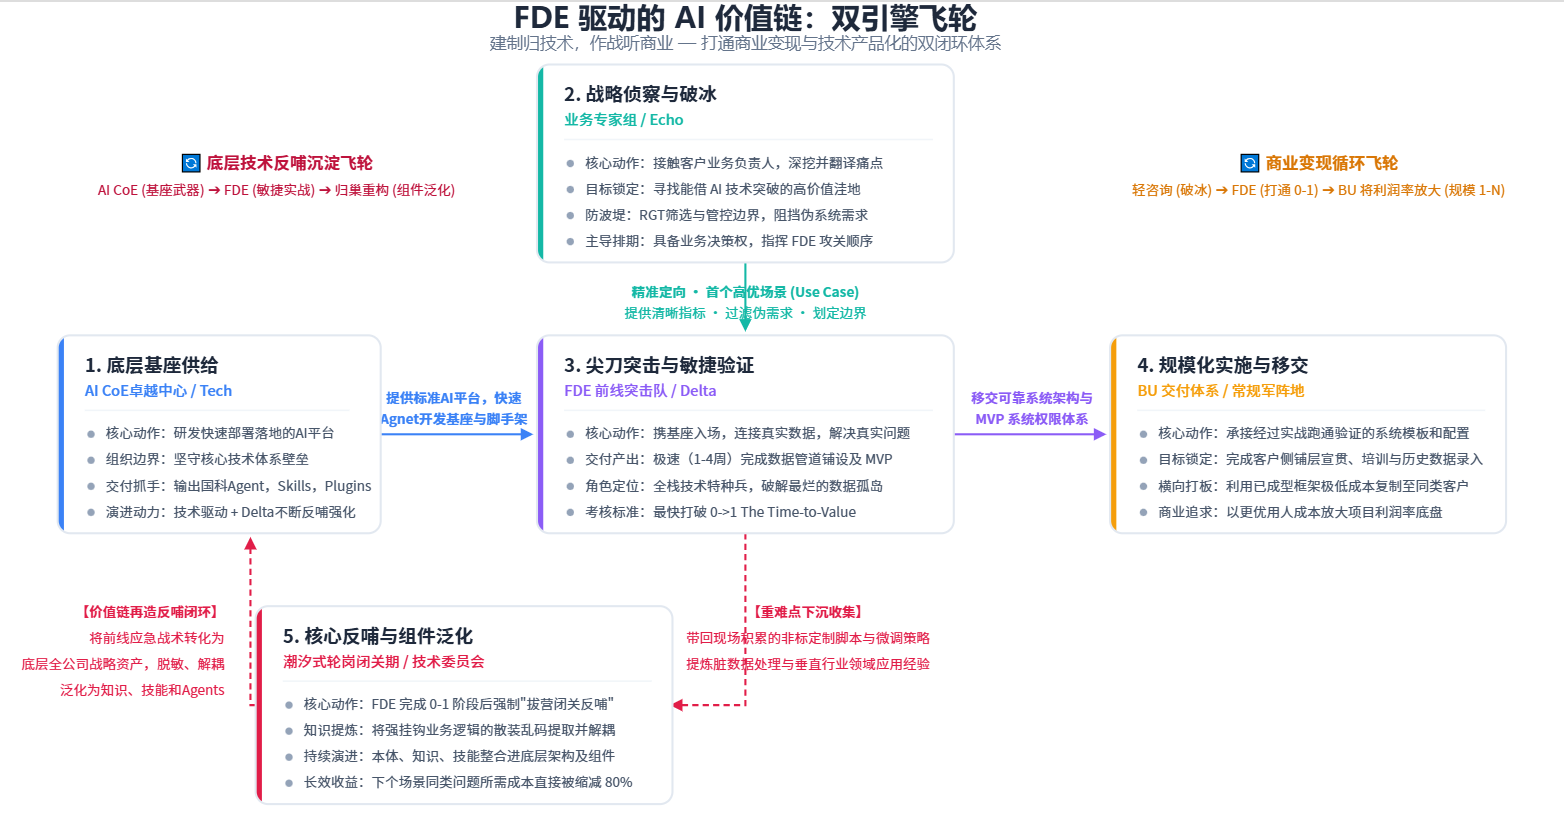 FDE 驱动的 AI 价值链：双引擎飞轮
建制归技术，作战听商业 — 打通商业变现与技术产品化的双闭环体系
2. 战略侦察与破冰
业务专家组 / Echo
核心动作：接触客户业务负责人，深挖并翻译痛点
目标锁定：寻找能借 AI 技术突破的高价值洼地
防波堤：RGT筛选与管控边界，阻挡伪系统需求
主导排期：具备业务决策权，指挥 FDE 攻关顺序
底层技术反哺沉淀飞轮
AI CoE (基座武器) ➔ FDE (敏捷实战) ➔ 归巢重构 (组件泛化)
商业变现循环飞轮
轻咨询 (破冰) ➔ FDE (打通 0-1) ➔ BU 将利润率放大 (规模 1-N)
精准定向 · 首个高优场景 (Use Case)
提供清晰指标 · 过滤伪需求 · 划定边界
1. 底层基座供给
AI CoE卓越中心 / Tech
核心动作：研发快速部署落地的AI平台
组织边界：坚守核心技术体系壁垒
交付抓手：输出国科Agent，Skills，Plugins
演进动力：技术驱动 + Delta不断反哺强化
提供标准AI平台，快速
Agnet开发基座与脚手架
3. 尖刀突击与敏捷验证
FDE 前线突击队 / Delta
核心动作：携基座入场，连接真实数据，解决真实问题
交付产出：极速（1-4周）完成数据管道铺设及 MVP
角色定位：全栈技术特种兵，破解最烂的数据孤岛
考核标准：最快打破 0->1 The Time-to-Value
移交可靠系统架构与
MVP 系统权限体系
4. 规模化实施与移交
BU 交付体系 / 常规军阵地
核心动作：承接经过实战跑通验证的系统模板和配置
目标锁定：完成客户侧铺层宣贯、培训与历史数据录入
横向打板：利用已成型框架极低成本复制至同类客户
商业追求：以更优用人成本放大项目利润率底盘
【价值链再造反哺闭环】
将前线应急战术转化为
底层全公司战略资产，脱敏、解耦
泛化为知识、技能和Agents
5. 核心反哺与组件泛化
潮汐式轮岗闭关期 / 技术委员会
核心动作：FDE 完成 0-1 阶段后强制"拔营闭关反哺"
知识提炼：将强挂钩业务逻辑的散装乱码提取并解耦
持续演进：本体、知识、技能整合进底层架构及组件
长效收益：下个场景同类问题所需成本直接被缩减 80%
【重难点下沉收集】
带回现场积累的非标定制脚本与微调策略
提炼脏数据处理与垂直行业领域应用经验